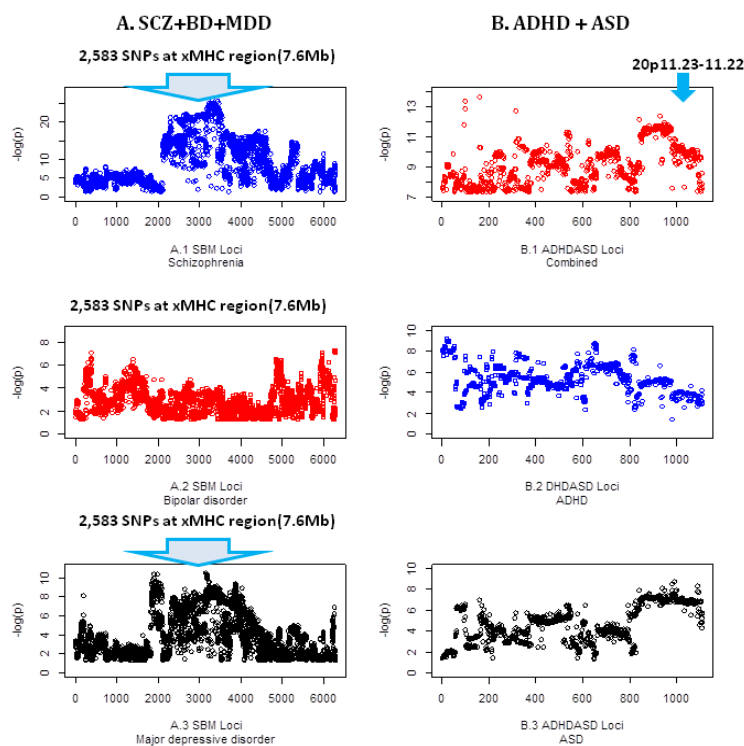 A. SCZ+BD+MDD
B. ADHD + ASD
2,583 SNPs at xMHC region(7.6Mb)
20p11.23-11.22
-log(p)
0 5 10 20
0 1000 2000 3000 4000 5000 6000
A.1 SBM Loci
Schizophrenia
-log(p)
7 9 11 13
0 200 400 600 800 1000
B.1 ADHDASD Loci
Combined
2,583 SNPs at xMHC region(7.6Mb)
-log(p)
0 2 4 6 8
0 1000 2000 3000 4000 5000 6000
A.2 SBM Loci
Bipolar disorder
-log(p)
0 2 4 6 8 10
0 200 400 600 800 1000
B.2 DHDASD Loci
ADHD
2,583 SNPs at xMHC region(7.6Mb)
-log(p)
0 2 4 6 8 10
0 1000 2000 3000 4000 5000 6000
A.3 SBM Loci
Major depressive disorder
-log(p)
0 2 4 6 8 10
0 200 400 600 800 1000
B.3 ADHDASD Loci
ASD